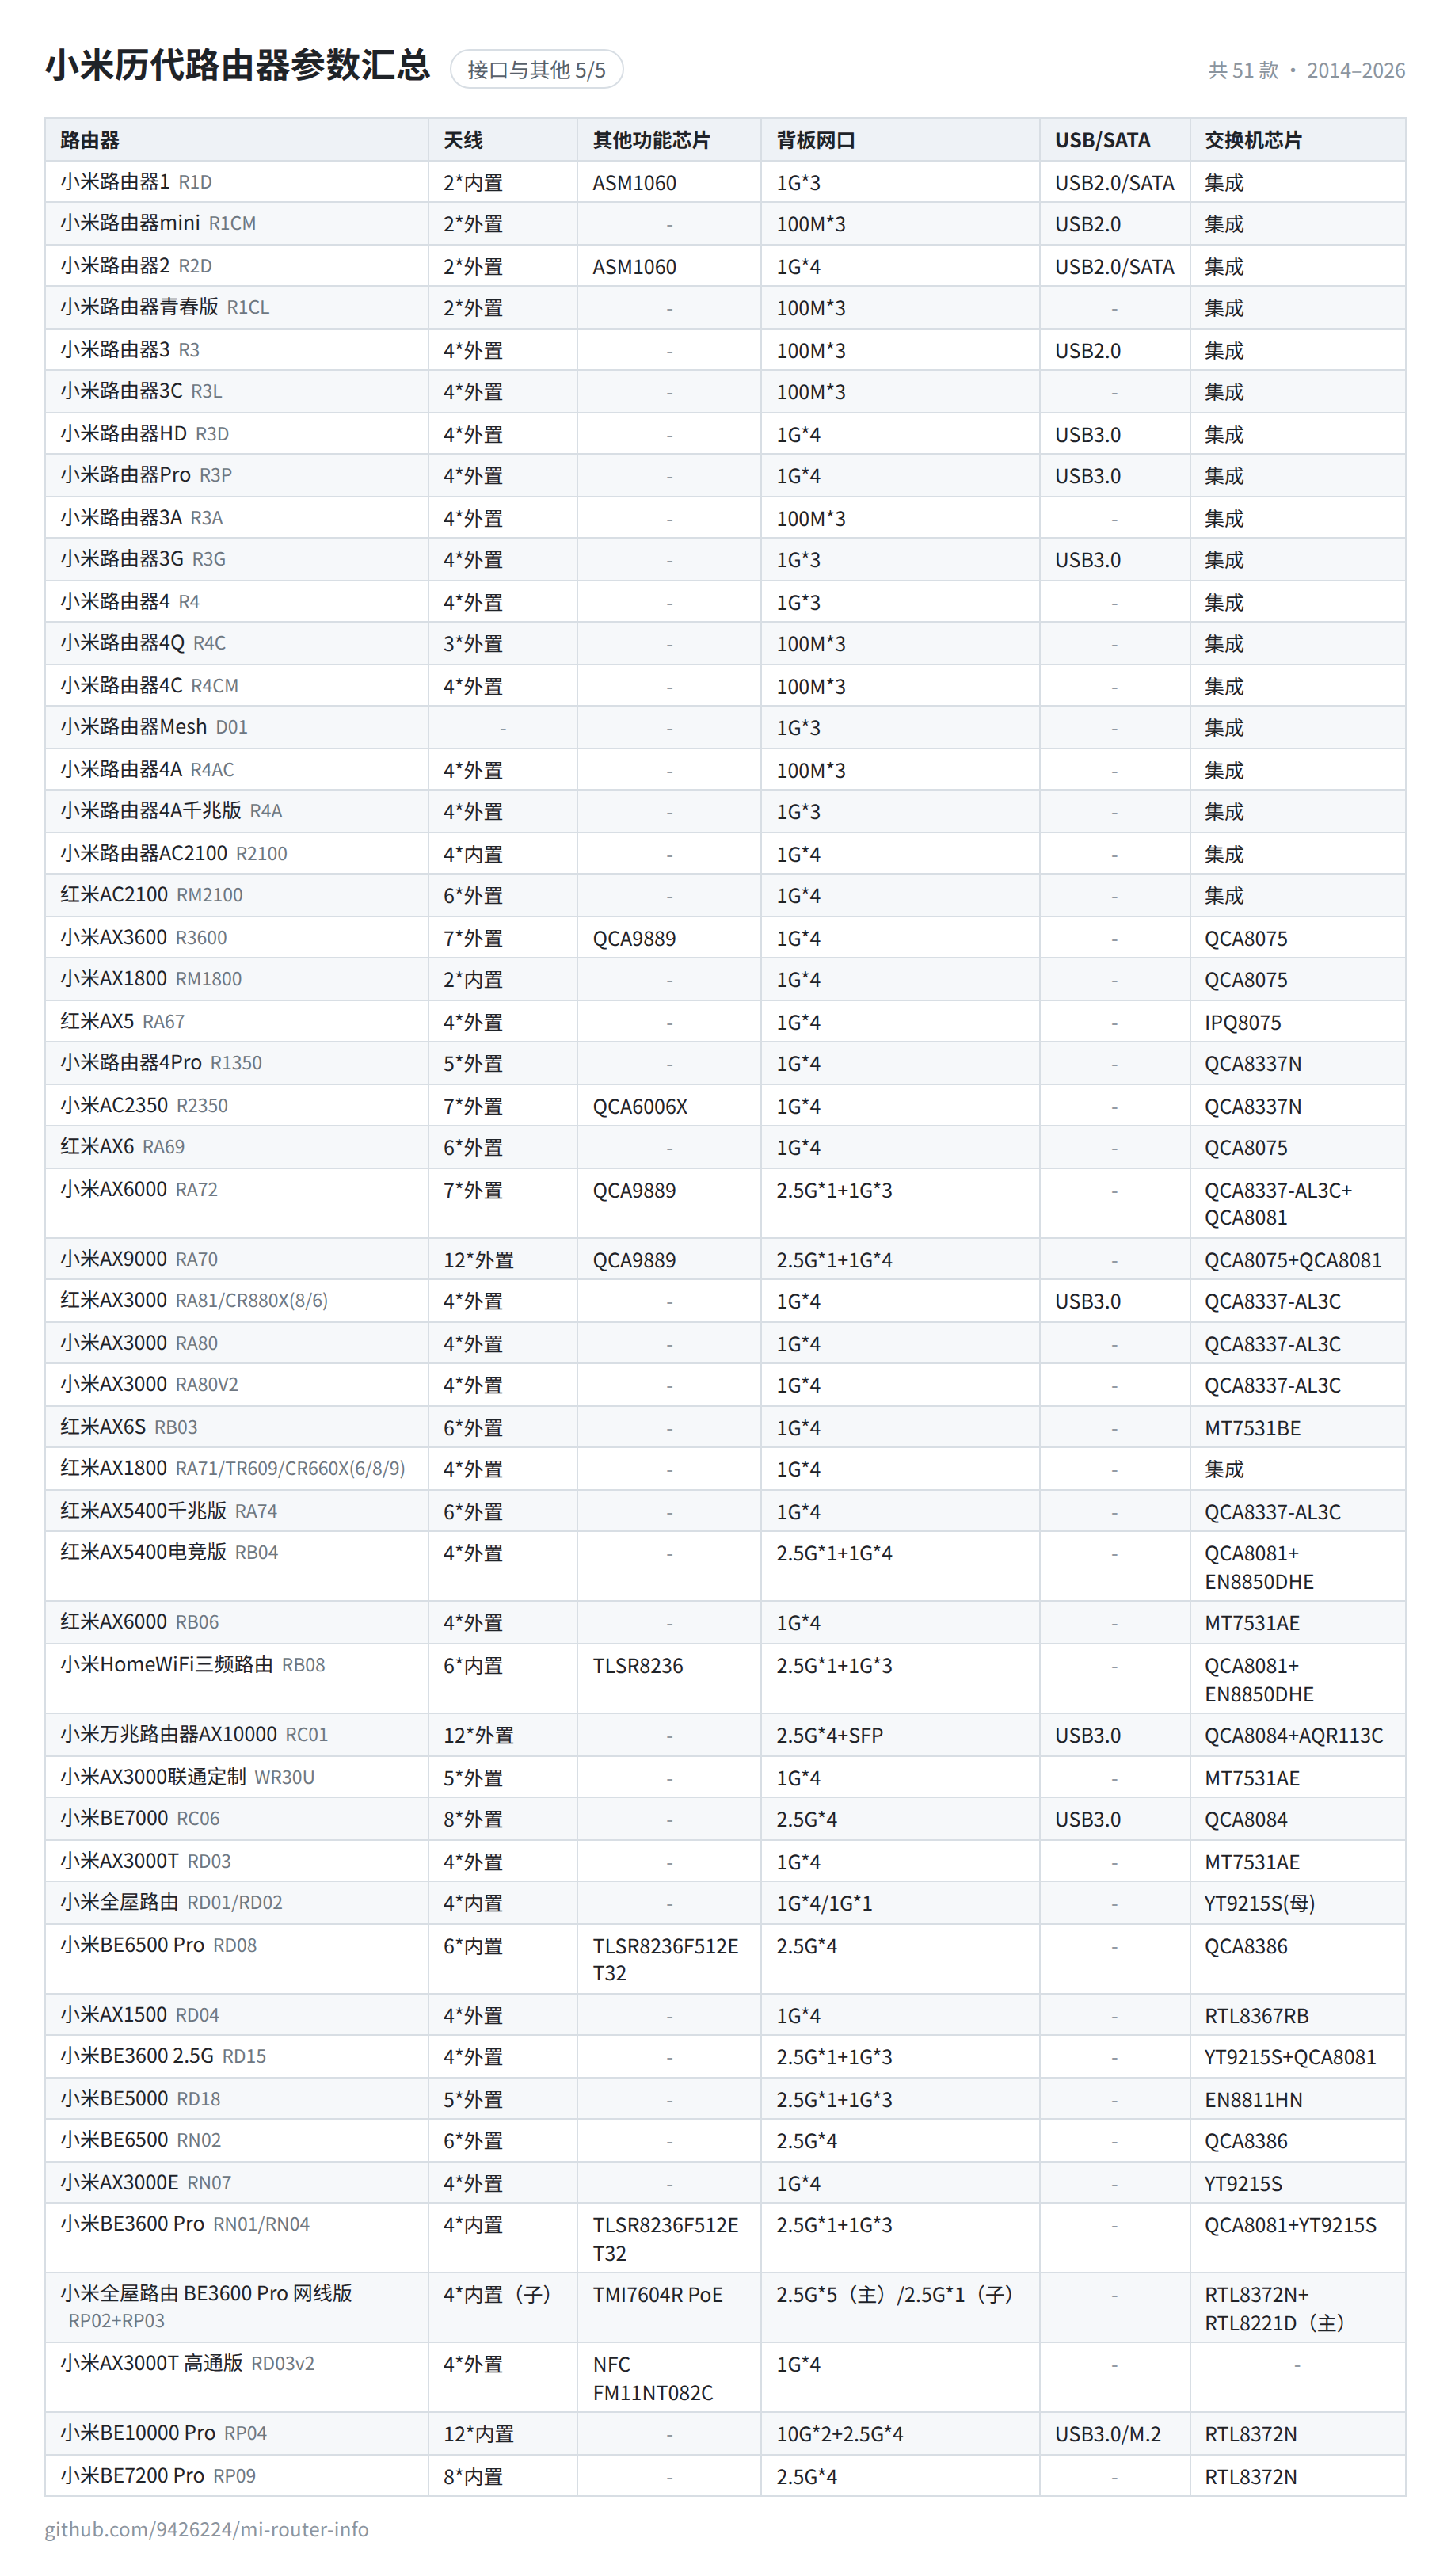 小米历代路由器参数汇总 接口与其他 5/5 共 51 款 · 2014–2026
路由器 天线 其他功能芯片 背板网口 USB/SATA 交换机芯片
小米路由器1 R1D 2*内置 ASM1060 1G*3 USB2.0/SATA 集成
小米路由器mini R1CM 2*外置 - 100M*3 USB2.0 集成
小米路由器2 R2D 2*外置 ASM1060 1G*4 USB2.0/SATA 集成
小米路由器青春版 R1CL 2*外置 - 100M*3 - 集成
小米路由器3 R3 4*外置 - 100M*3 USB2.0 集成
小米路由器3C R3L 4*外置 - 100M*3 - 集成
小米路由器HD R3D 4*外置 - 1G*4 USB3.0 集成
小米路由器Pro R3P 4*外置 - 1G*4 USB3.0 集成
小米路由器3A R3A 4*外置 - 100M*3 - 集成
小米路由器3G R3G 4*外置 - 1G*3 USB3.0 集成
小米路由器4 R4 4*外置 - 1G*3 - 集成
小米路由器4Q R4C 3*外置 - 100M*3 - 集成
小米路由器4C R4CM 4*外置 - 100M*3 - 集成
小米路由器Mesh D01 - - 1G*3 - 集成
小米路由器4A R4AC 4*外置 - 100M*3 - 集成
小米路由器4A千兆版 R4A 4*外置 - 1G*3 - 集成
小米路由器AC2100 R2100 4*内置 - 1G*4 - 集成
红米AC2100 RM2100 6*外置 - 1G*4 - 集成
小米AX3600 R3600 7*外置 QCA9889 1G*4 - QCA8075
小米AX1800 RM1800 2*内置 - 1G*4 - QCA8075
红米AX5 RA67 4*外置 - 1G*4 - IPQ8075
小米路由器4Pro R1350 5*外置 - 1G*4 - QCA8337N
小米AC2350 R2350 7*外置 QCA6006X 1G*4 - QCA8337N
红米AX6 RA69 6*外置 - 1G*4 - QCA8075
小米AX6000 RA72 7*外置 QCA9889 2.5G*1+1G*3 - QCA8337-AL3C+
QCA8081
小米AX9000 RA70 12*外置 QCA9889 2.5G*1+1G*4 - QCA8075+QCA8081
红米AX3000 RA81/CR880X(8/6) 4*外置 - 1G*4 USB3.0 QCA8337-AL3C
小米AX3000 RA80 4*外置 - 1G*4 - QCA8337-AL3C
小米AX3000 RA80V2 4*外置 - 1G*4 - QCA8337-AL3C
红米AX6S RB03 6*外置 - 1G*4 - MT7531BE
红米AX1800 RA71/TR609/CR660X(6/8/9) 4*外置 - 1G*4 - 集成
红米AX5400千兆版 RA74 6*外置 - 1G*4 - QCA8337-AL3C
红米AX5400电竞版 RB04 4*外置 - 2.5G*1+1G*4 - QCA8081+
EN8850DHE
红米AX6000 RB06 4*外置 - 1G*4 - MT7531AE
小米HomeWiFi三频路由 RB08 6*内置 TLSR8236 2.5G*1+1G*3 - QCA8081+
EN8850DHE
小米万兆路由器AX10000 RC01 12*外置 - 2.5G*4+SFP USB3.0 QCA8084+AQR113C
小米AX3000联通定制 WR30U 5*外置 - 1G*4 - MT7531AE
小米BE7000 RC06 8*外置 - 2.5G*4 USB3.0 QCA8084
小米AX3000T RD03 4*外置 - 1G*4 - MT7531AE
小米全屋路由 RD01/RD02 4*内置 - 1G*4/1G*1 - YT9215S(母)
小米BE6500 Pro RD08 6*内置 TLSR8236F512E 2.5G*4 - QCA8386
T32
小米AX1500 RD04 4*外置 - 1G*4 - RTL8367RB
小米BE3600 2.5G RD15 4*外置 - 2.5G*1+1G*3 - YT9215S+QCA8081
小米BE5000 RD18 5*外置 - 2.5G*1+1G*3 - EN8811HN
小米BE6500 RN02 6*外置 - 2.5G*4 - QCA8386
小米AX3000E RN07 4*外置 - 1G*4 - YT9215S
小米BE3600 Pro RN01/RN04 4*内置 TLSR8236F512E 2.5G*1+1G*3 - QCA8081+YT9215S
T32
小米全屋路由 BE3600 Pro 网线版 4*内置（子） TMI7604R PoE 2.5G*5（主）/2.5G*1（子） - RTL8372N+
RP02+RP03 RTL8221D（主）
小米AX3000T 高通版 RD03v2 4*外置 NFC 1G*4 - -
FM11NT082C
小米BE10000 Pro RP04 12*内置 - 10G*2+2.5G*4 USB3.0/M.2 RTL8372N
小米BE7200 Pro RP09 8*内置 - 2.5G*4 - RTL8372N
github.com/9426224/mi-router-info